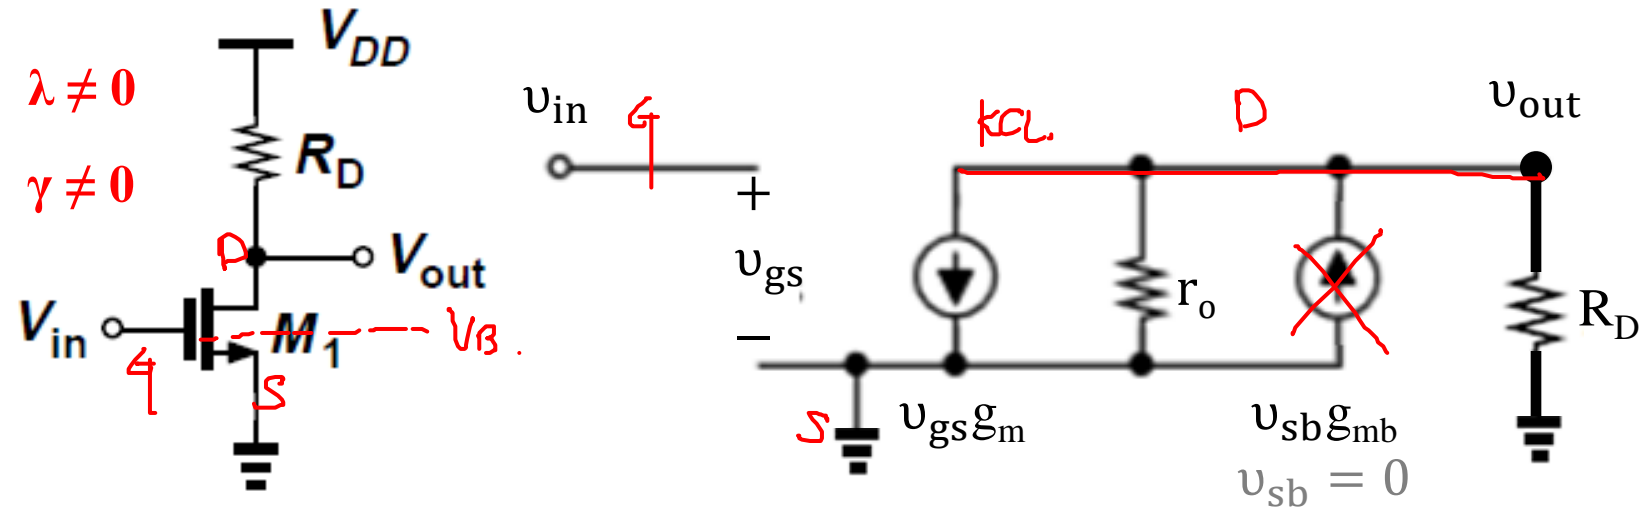 V_DD
λ ≠ 0
R_D
γ ≠ 0
D
V_out
V_in
M_1
V_B.
G
S
υ_in
G
KCL.
D
υ_out
+
υ_gs
−
r_o
R_D
S
υ_gs g_m
υ_sb g_mb
υ_sb = 0